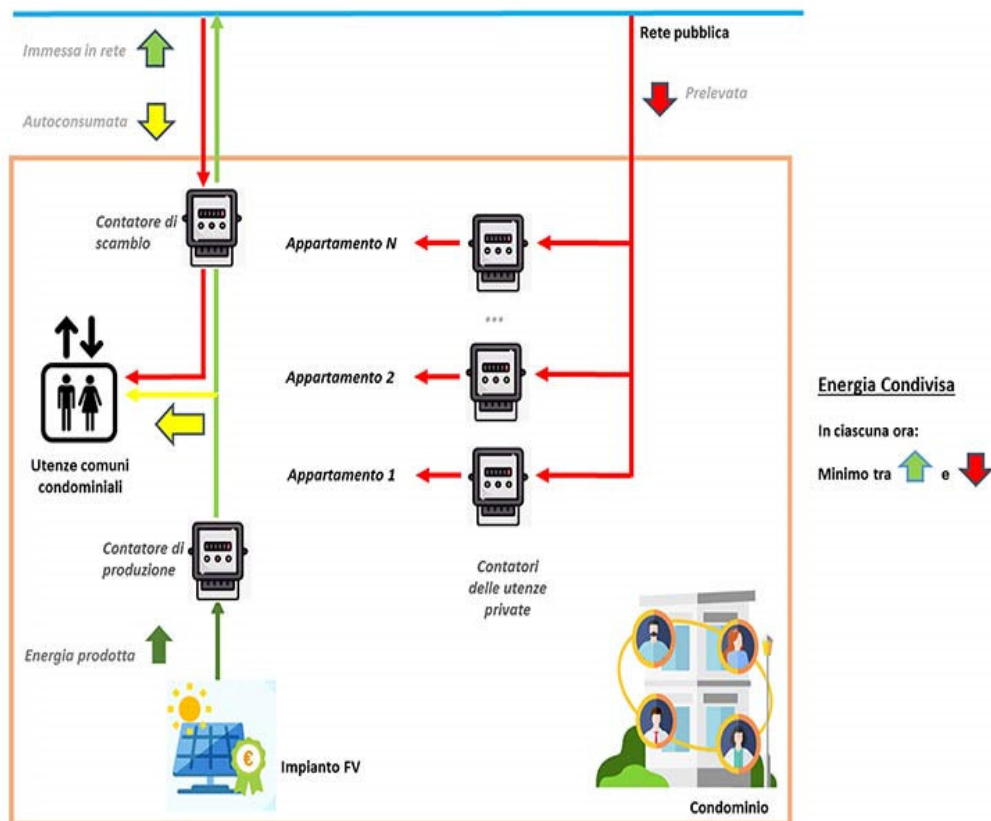 Rete pubblica
Immessa in rete
Prelevata
Autoconsumata
Contatore di
scambio
Appartamento N
...
Appartamento 2
Energia Condivisa
In ciascuna ora:
Minimo tra e
Utenze comuni
condominiali
Appartamento 1
Contatore di
produzione
Contatori
delle utenze
private
Energia prodotta
€
Impianto FV
Condominio